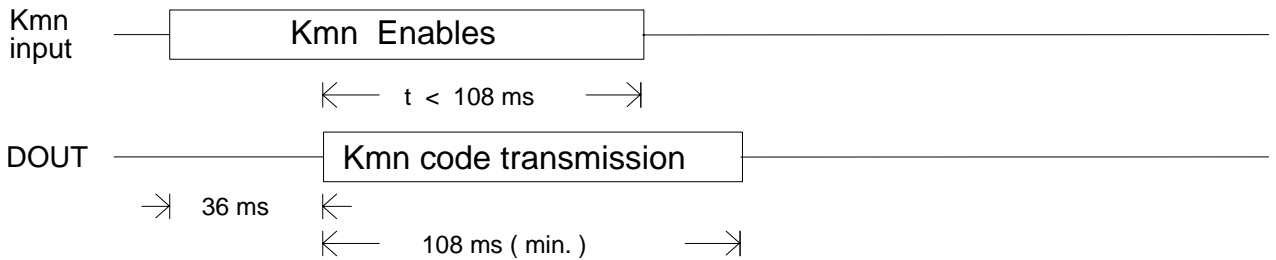 Kmn
input
Kmn Enables
t < 108 ms
DOUT
Kmn code transmission
36 ms
108 ms ( min. )